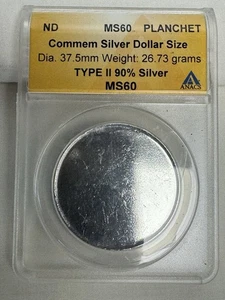 ND MS60 PLANCHET
Commem Silver Dollar Size
Dia. 37.5mm Weight: 26.73 grams
TYPE II 90% Silver
MS60
ANACS